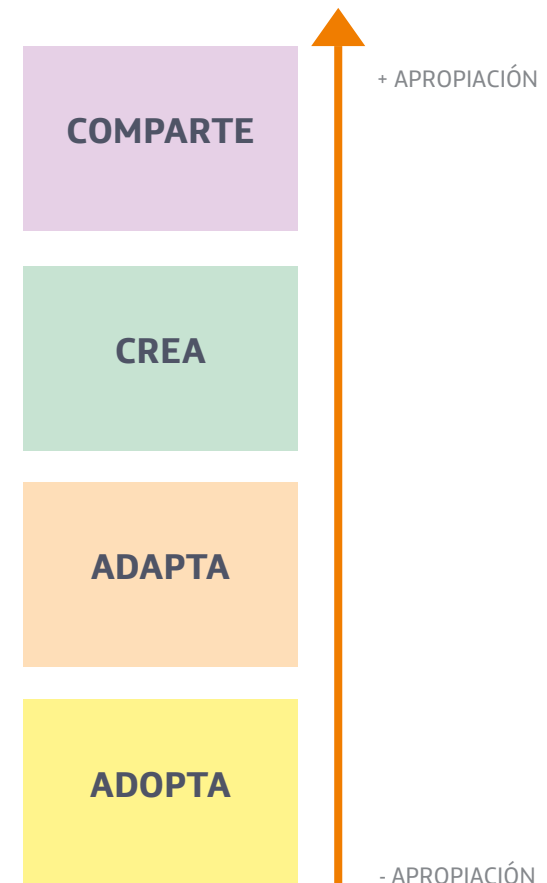 + APROPIACIÓN
COMPARTE
CREA
ADAPTA
ADOPTA
- APROPIACIÓN